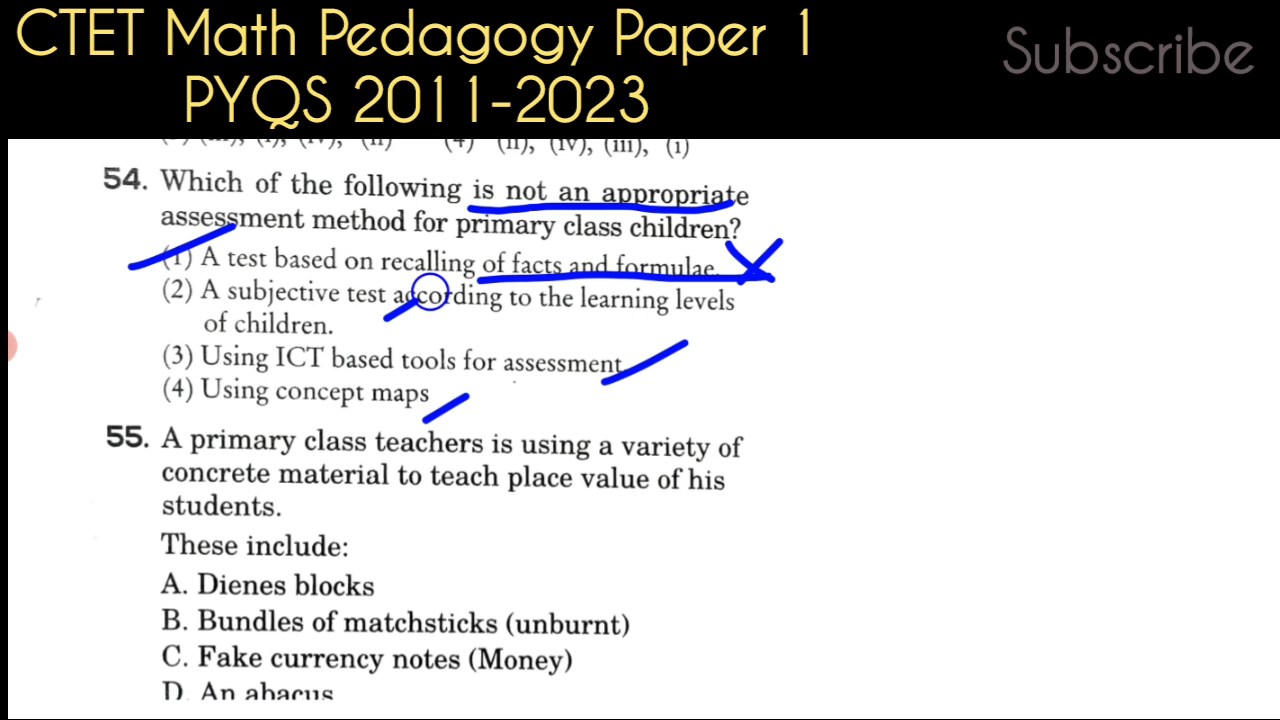 CTET Math Pedagogy Paper 1
PYQS 2011-2023
Subscribe
(4) (ii), (iv), (iii), (i)
54. Which of the following is not an appropriate
assessment method for primary class children?
(1) A test based on recalling of facts and formulae.
(2) A subjective test according to the learning levels
of children.
(3) Using ICT based tools for assessment
(4) Using concept maps
55. A primary class teachers is using a variety of
concrete material to teach place value of his
students.
These include:
A. Dienes blocks
B. Bundles of matchsticks (unburnt)
C. Fake currency notes (Money)
D. An abacus